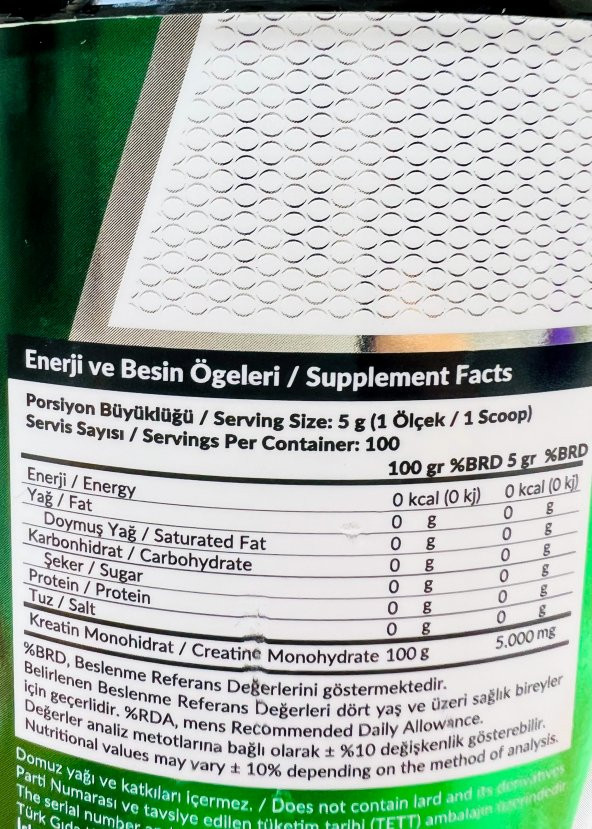 Enerji ve Besin Ögeleri / Supplement Facts
Porsiyon Büyüklüğü / Serving Size: 5 g (1 Ölçek / 1 Scoop)
Servis Sayısı / Servings Per Container: 100
100 gr %BRD 5 gr %BRD
Enerji / Energy 0 kcal (0 kj) 0 kcal (0 kj)
Yağ / Fat 0 g 0 g
Doymuş Yağ / Saturated Fat 0 g 0 g
Karbonhidrat / Carbohydrate 0 g 0 g
Şeker / Sugar 0 g 0 g
Protein / Protein 0 g 0 g
Tuz / Salt 0 g 0 g
Kreatin Monohidrat / Creatine Monohydrate 100 g 5.000 mg
%BRD, Beslenme Referans Değerlerini göstermektedir.
Belirlenen Beslenme Referans Değerleri dört yaş ve üzeri sağlık bireyler
için geçerlidir. %RDA, mens Recommended Daily Allowance.
Değerler analiz metotlarına bağlı olarak ± %10 değişkenlik gösterebilir.
Nutritional values may vary ± 10% depending on the method of analysis.
Domuz yağı ve katkıları içermez. / Does not contain lard and its derivatives
Parti Numarası ve tavsiye edilen tüketim tarihi (TETT) ambalajın üzerindedir
The serial number
Türk